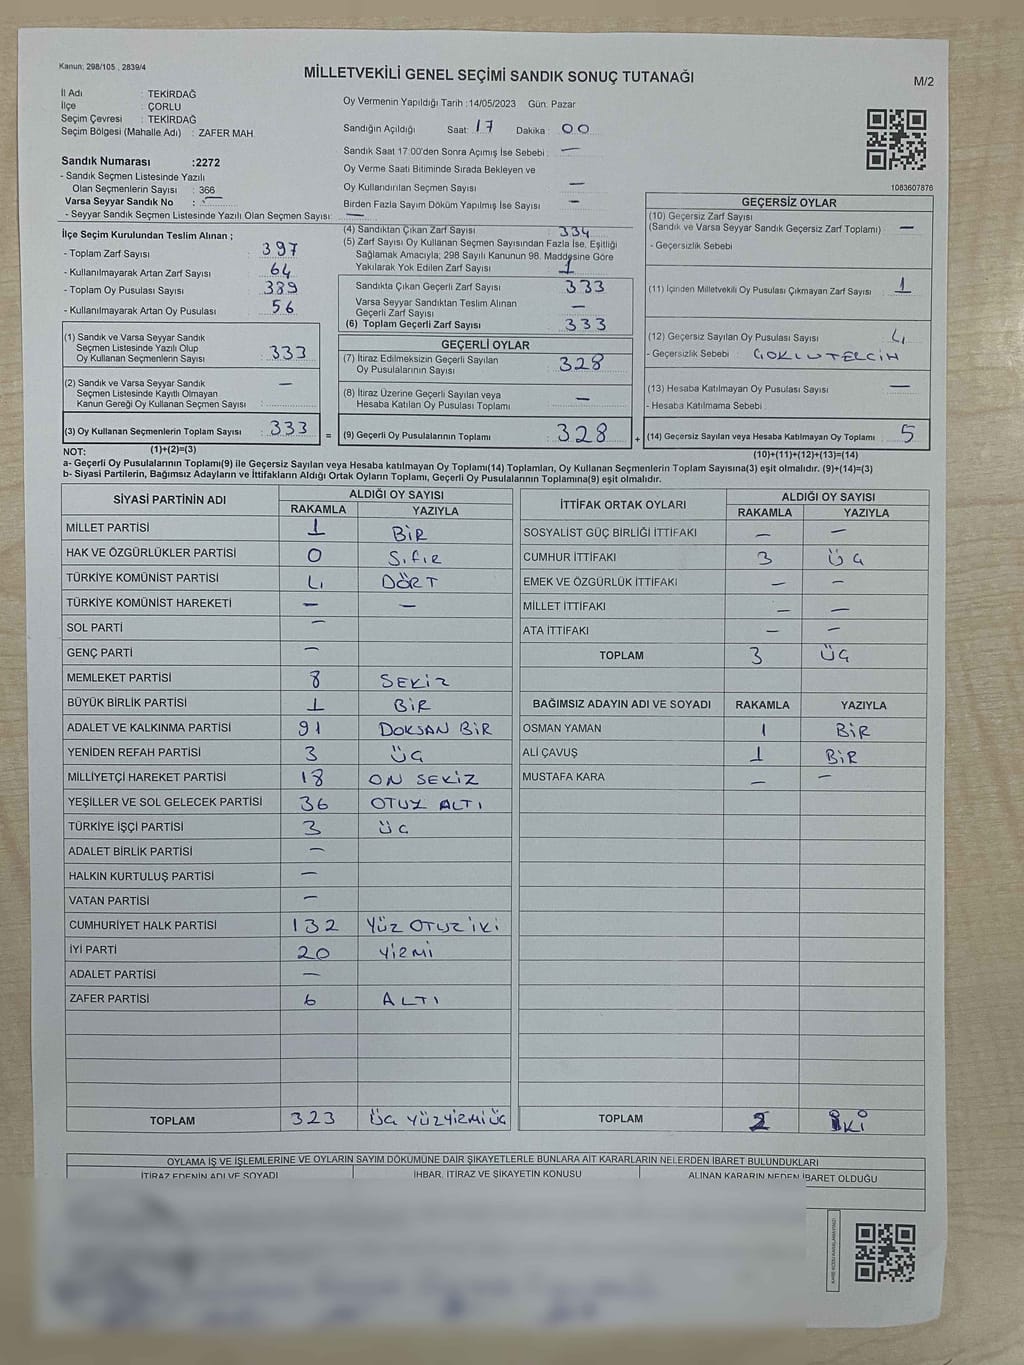 Kanun; 298/105 , 2839/4
MİLLETVEKİLİ GENEL SEÇİMİ SANDIK SONUÇ TUTANAĞI
M/2
İl Adı : TEKİRDAĞ
İlçe : ÇORLU
Seçim Çevresi : TEKİRDAĞ
Seçim Bölgesi (Mahalle Adı) : ZAFER MAH.
Sandık Numarası :2272
- Sandık Seçmen Listesinde Yazılı
Olan Seçmenlerin Sayısı : 366
Varsa Seyyar Sandık No : —
- Seyyar Sandık Seçmen Listesinde Yazılı Olan Seçmen Sayısı: —
Oy Vermenin Yapıldığı Tarih :14/05/2023 Gün: Pazar
Sandığın Açıldığı Saat: 17 Dakika : 00
Sandık Saat 17:00'den Sonra Açımış İse Sebebi : —
Oy Verme Saati Bitiminde Sırada Bekleyen ve
Oy Kullandırılan Seçmen Sayısı —
Birden Fazla Sayım Döküm Yapılmış İse Sayısı —
1083607876
İlçe Seçim Kurulundan Teslim Alınan ;
- Toplam Zarf Sayısı : 397
- Kullanılmayarak Artan Zarf Sayısı : 64
- Toplam Oy Pusulası Sayısı : 389
- Kullanılmayarak Artan Oy Pusulası : 56
(1) Sandık ve Varsa Seyyar Sandık
Seçmen Listesinde Yazılı Olup
Oy Kullanan Seçmenlerin Sayısı : 333
(2) Sandık ve Varsa Seyyar Sandık
Seçmen Listesinde Kayıtlı Olmayan
Kanun Gereği Oy Kullanan Seçmen Sayısı : —
(3) Oy Kullanan Seçmenlerin Toplam Sayısı : 333
(4) Sandıktan Çıkan Zarf Sayısı : 334
(5) Zarf Sayısı Oy Kullanan Seçmen Sayısından Fazla İse, Eşitliği
Sağlamak Amacıyla; 298 Sayılı Kanunun 98. Maddesine Göre
Yakılarak Yok Edilen Zarf Sayısı : 1
Sandıkta Çıkan Geçerli Zarf Sayısı : 333
Varsa Seyyar Sandıktan Teslim Alınan
Geçerli Zarf Sayısı : —
(6) Toplam Geçerli Zarf Sayısı : 333
GEÇERLİ OYLAR
(7) İtiraz Edilmeksizin Geçerli Sayılan
Oy Pusulalarının Sayısı : 328
(8) İtiraz Üzerine Geçerli Sayılan veya
Hesaba Katılan Oy Pusulası Toplamı : —
= (9) Geçerli Oy Pusulalarının Toplamı : 328
GEÇERSİZ OYLAR
(10) Geçersiz Zarf Sayısı
(Sandık ve Varsa Seyyar Sandık Geçersiz Zarf Toplamı) : —
- Geçersizlik Sebebi
(11) İçinden Milletvekili Oy Pusulası Çıkmayan Zarf Sayısı : 1
(12) Geçersiz Sayılan Oy Pusulası Sayısı : 4
- Geçersizlik Sebebi : ÇOKLUTERCİH
(13) Hesaba Katılmayan Oy Pusulası Sayısı : —
- Hesaba Katılmama Sebebi :
+ (14) Geçersiz Sayılan veya Hesaba Katılmayan Oy Toplamı : 5
NOT: (1)+(2)=(3)
(10)+(11)+(12)+(13)=(14)
a- Geçerli Oy Pusulalarının Toplamı(9) ile Geçersiz Sayılan veya Hesaba katılmayan Oy Toplamı(14) Toplamları, Oy Kullanan Seçmenlerin Toplam Sayısına(3) eşit olmalıdır. (9)+(14)=(3)
b- Siyasi Partilerin, Bağımsız Adayların ve İttifakların Aldığı Ortak Oyların Toplamı, Geçerli Oy Pusulalarının Toplamına(9) eşit olmalıdır.
SİYASİ PARTİNİN ADI ALDIĞI OY SAYISI
RAKAMLA YAZIYLA
MİLLET PARTİSİ 1 BİR
HAK VE ÖZGÜRLÜKLER PARTİSİ 0 Sıfır
TÜRKİYE KOMÜNİST PARTİSİ 4 DÖRT
TÜRKİYE KOMÜNİST HAREKETİ — —
SOL PARTİ —
GENÇ PARTİ —
MEMLEKET PARTİSİ 8 SEKİZ
BÜYÜK BİRLİK PARTİSİ 1 BİR
ADALET VE KALKINMA PARTİSİ 91 DOKSAN BİR
YENİDEN REFAH PARTİSİ 3 ÜÇ
MİLLİYETÇİ HAREKET PARTİSİ 18 ON SEKİZ
YEŞİLLER VE SOL GELECEK PARTİSİ 36 OTUZ ALTI
TÜRKİYE İŞÇİ PARTİSİ 3 ÜÇ
ADALET BİRLİK PARTİSİ —
HALKIN KURTULUŞ PARTİSİ —
VATAN PARTİSİ —
CUMHURİYET HALK PARTİSİ 132 YÜZ OTUZ İKİ
İYİ PARTİ 20 YİRMİ
ADALET PARTİSİ —
ZAFER PARTİSİ 6 ALTI
TOPLAM 323 ÜÇ YÜZYİRMİÜÇ
İTTİFAK ORTAK OYLARI ALDIĞI OY SAYISI
RAKAMLA YAZIYLA
SOSYALİST GÜÇ BİRLİĞİ İTTİFAKI — —
CUMHUR İTTİFAKI 3 ÜÇ
EMEK VE ÖZGÜRLÜK İTTİFAKI — —
MİLLET İTTİFAKI — —
ATA İTTİFAKI — —
TOPLAM 3 ÜÇ
BAĞIMSIZ ADAYIN ADI VE SOYADI RAKAMLA YAZIYLA
OSMAN YAMAN 1 BİR
ALİ ÇAVUŞ 1 BİR
MUSTAFA KARA — —
TOPLAM 2 İKİ
OYLAMA İŞ VE İŞLEMLERİNE VE OYLARIN SAYIM DÖKÜMÜNE DAİR ŞİKAYETLERLE BUNLARA AİT KARARLARIN NELERDEN İBARET BULUNDUKLARI
İTİRAZ EDENİN ADI VE SOYADI İHBAR, İTİRAZ VE ŞİKAYETİN KONUSU ALINAN KARARIN NEDEN İBARET OLDUĞU